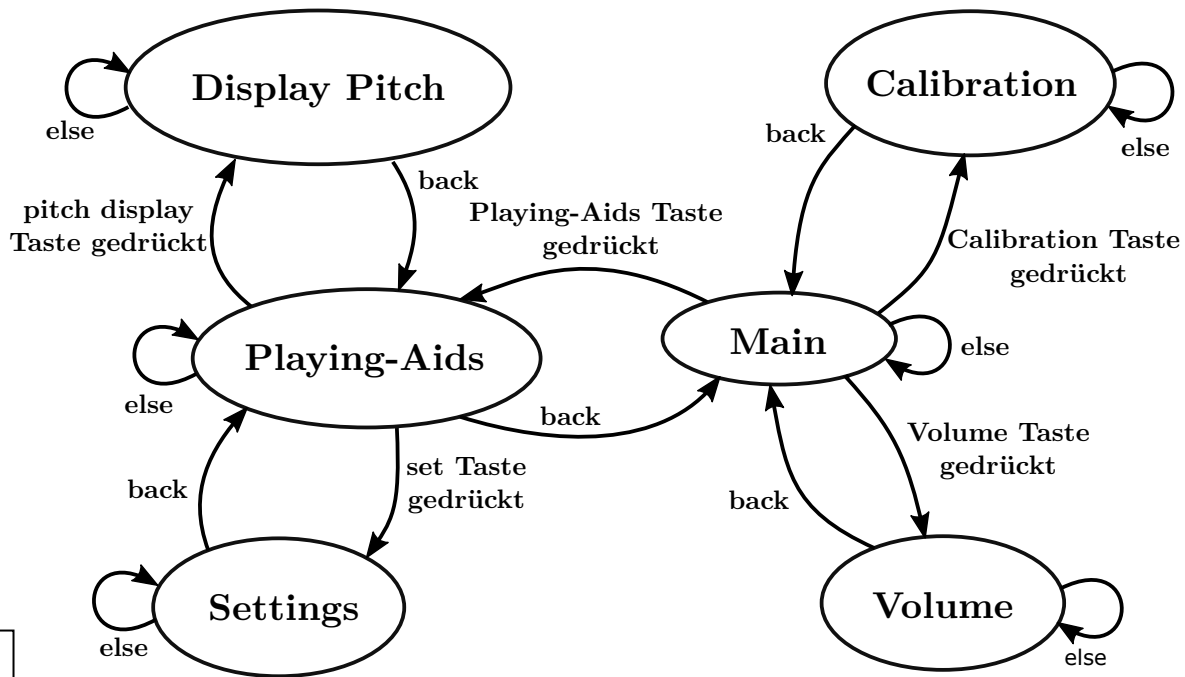 Display Pitch
else
back
pitch display
Taste gedrückt
Playing-Aids Taste
gedrückt
Calibration
else
back
Calibration Taste
gedrückt
Playing-Aids
else
back
Main
else
set Taste
gedrückt
back
Volume Taste
gedrückt
back
Settings
else
Volume
else